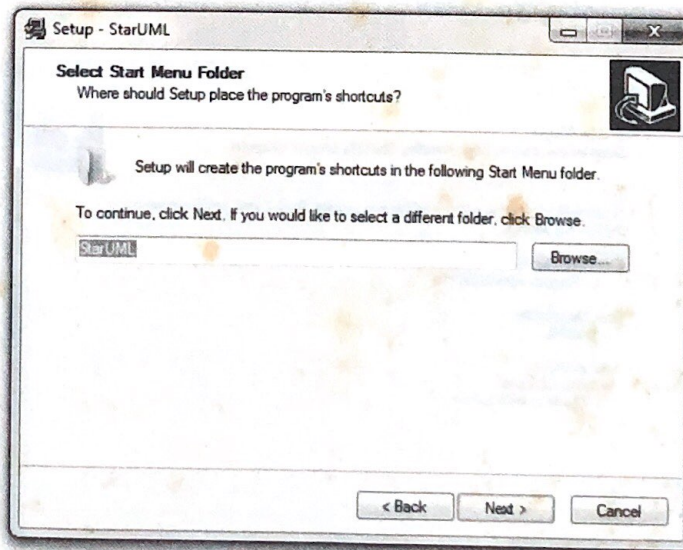 Setup - StarUML
Select Start Menu Folder
Where should Setup place the program's shortcuts?
Setup will create the program's shortcuts in the following Start Menu folder.
To continue, click Next. If you would like to select a different folder, click Browse.
StarUML
Browse...
< Back
Next >
Cancel